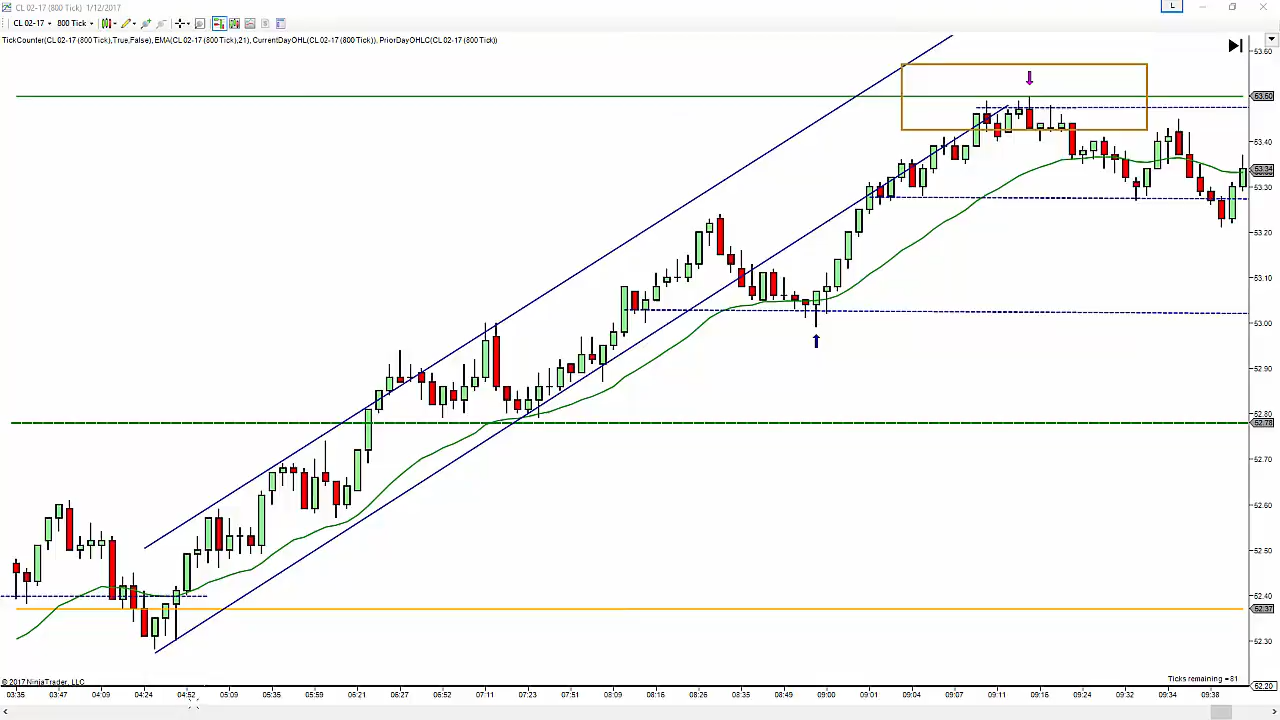 CL 02-17 (800 Tick)  1/12/2017
L
CL 02-17 800 Tick
TickCounter(CL 02-17 (800 Tick),True,False), EMA(CL 02-17 (800 Tick),21), CurrentDayOHL(CL 02-17 (800 Tick)), PriorDayOHLC(CL 02-17 (800 Tick))
53.60
53.50
53.40
53.34
53.30
53.20
53.10
53.00
52.90
52.80
52.78
52.70
52.60
52.50
52.40
52.37
52.30
© 2017 NinjaTrader, LLC
Ticks remaining =81
52.20
03:35 03:47 04:09 04:24 04:52 05:09 05:35 05:59 06:21 06:27 06:52 07:11 07:23 07:51 08:09 08:16 08:26 08:35 08:49 09:00 09:01 09:04 09:07 09:11 09:16 09:24 09:32 09:34 09:38